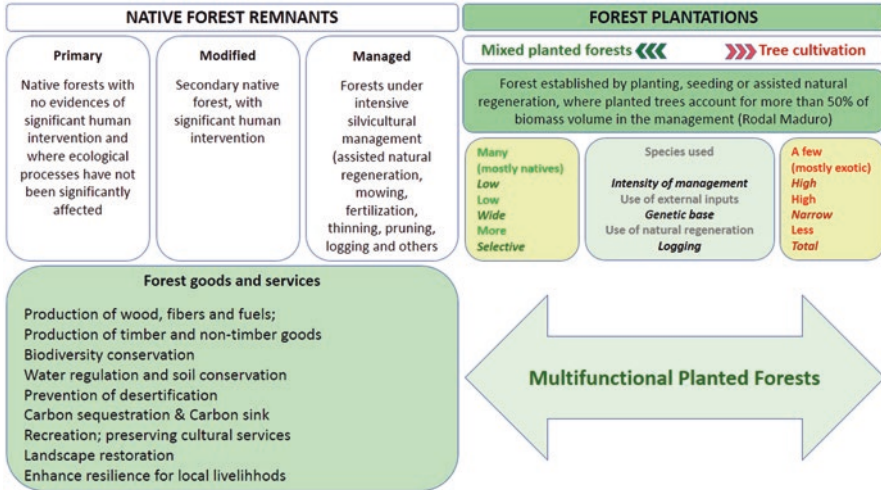 NATIVE FOREST REMNANTS
Primary
Native forests with
no evidences of
significant human
intervention and
where ecological
processes have not
been significantly
affected
Modified
Secondary native
forest, with
significant human
intervention
Managed
Forests under
intensive
silvicultural
management
(assisted natural
regeneration,
mowing,
fertilization,
thinning, pruning,
logging and others
FOREST PLANTATIONS
Mixed planted forests
Tree cultivation
Forest established by planting, seeding or assisted natural
regeneration, where planted trees account for more than 50% of
biomass volume in the management (Rodal Maduro)
Many
(mostly natives)
Low
Low
Wide
More
Selective
Species used
Intensity of management
Use of external inputs
Genetic base
Use of natural regeneration
Logging
A few
(mostly exotic)
High
High
Narrow
Less
Total
Forest goods and services
Production of wood, fibers and fuels;
Production of timber and non-timber goods
Biodiversity conservation
Water regulation and soil conservation
Prevention of desertification
Carbon sequestration & Carbon sink
Recreation; preserving cultural services
Landscape restoration
Enhance resilience for local livelihhods
Multifunctional Planted Forests